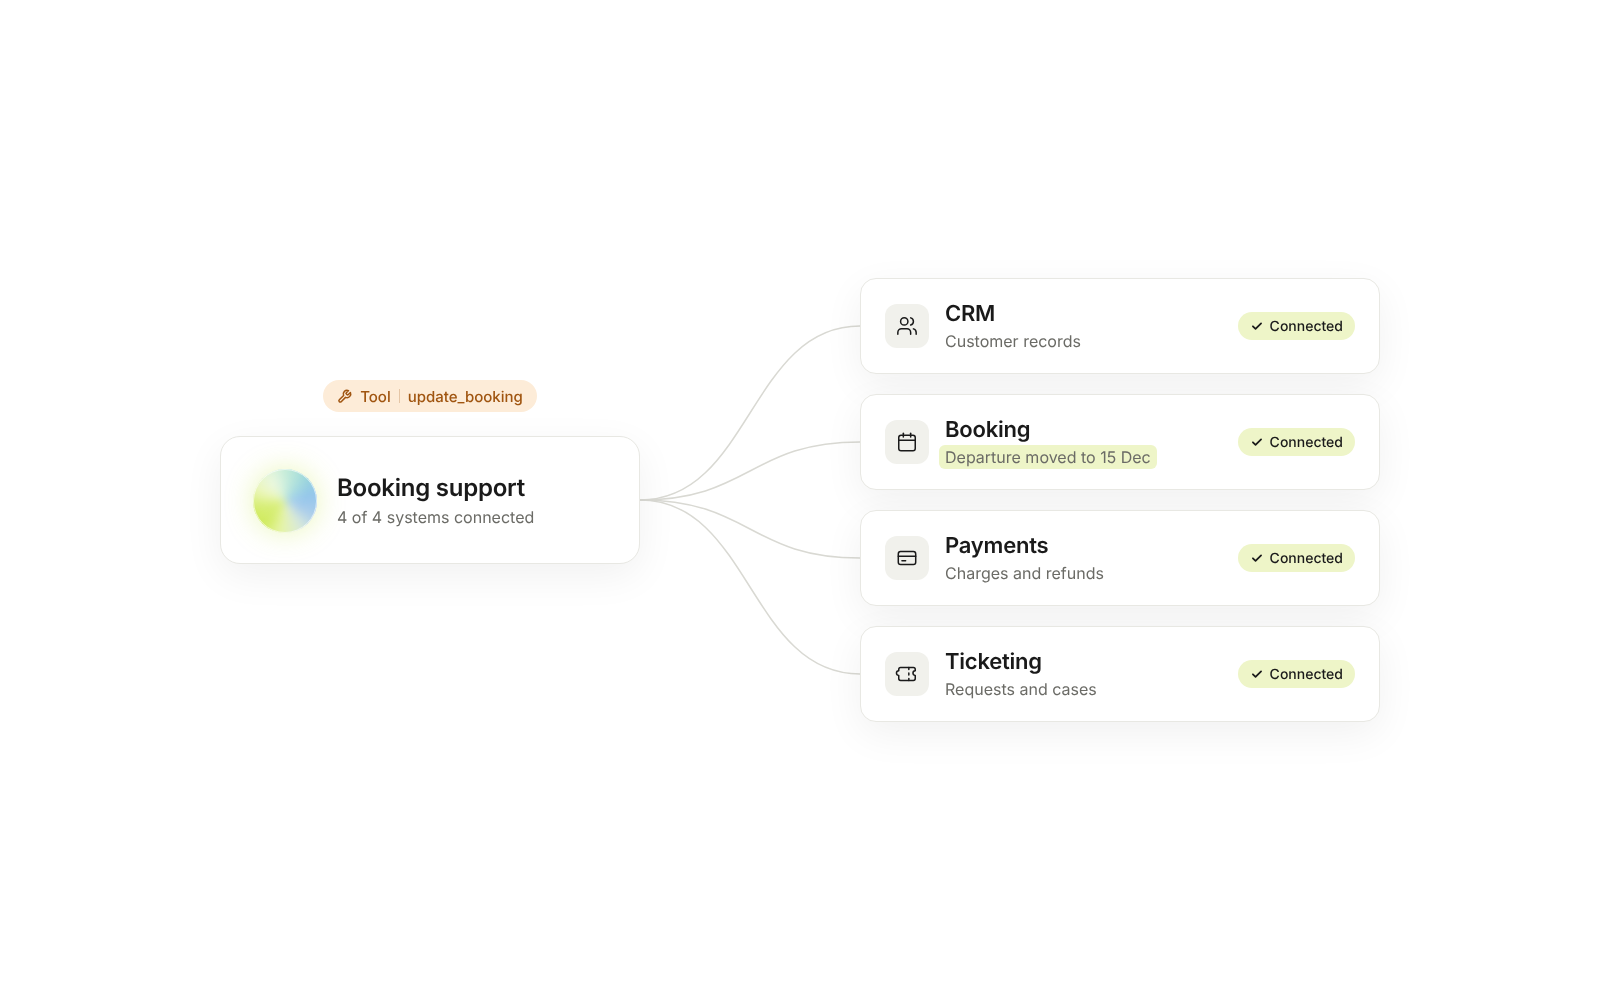 Tool | update_booking
Booking support
4 of 4 systems connected
CRM
Customer records
Connected
Booking
Departure moved to 15 Dec
Connected
Payments
Charges and refunds
Connected
Ticketing
Requests and cases
Connected